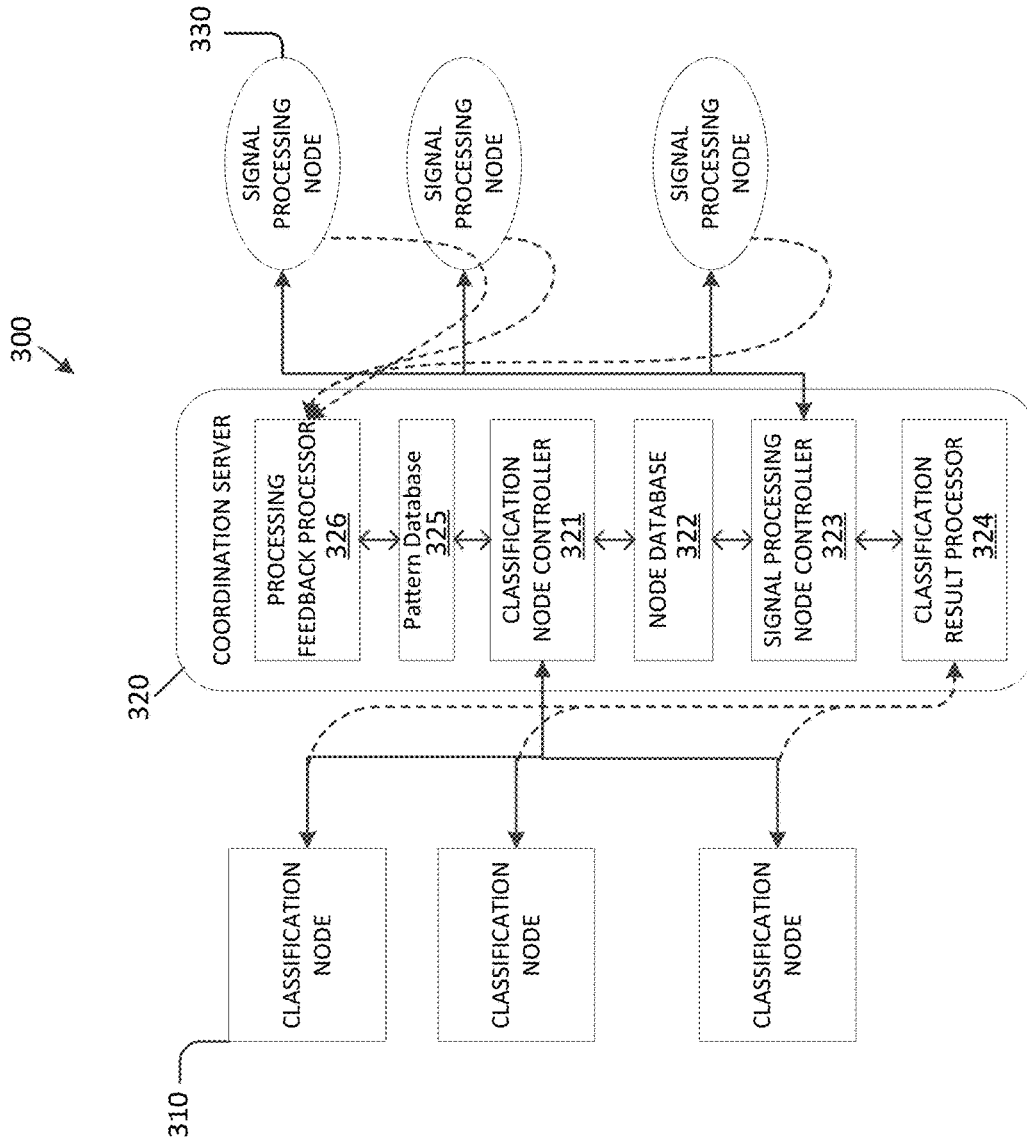 300
330
SIGNAL
PROCESSING
NODE
SIGNAL
PROCESSING
NODE
SIGNAL
PROCESSING
NODE
320
COORDINATION SERVER
PROCESSING
FEEDBACK PROCESSOR
326
Pattern Database
325
CLASSIFICATION
NODE CONTROLLER
321
NODE DATABASE
322
SIGNAL PROCESSING
NODE CONTROLLER
323
CLASSIFICATION
RESULT PROCESSOR
324
310
CLASSIFICATION
NODE
CLASSIFICATION
NODE
CLASSIFICATION
NODE